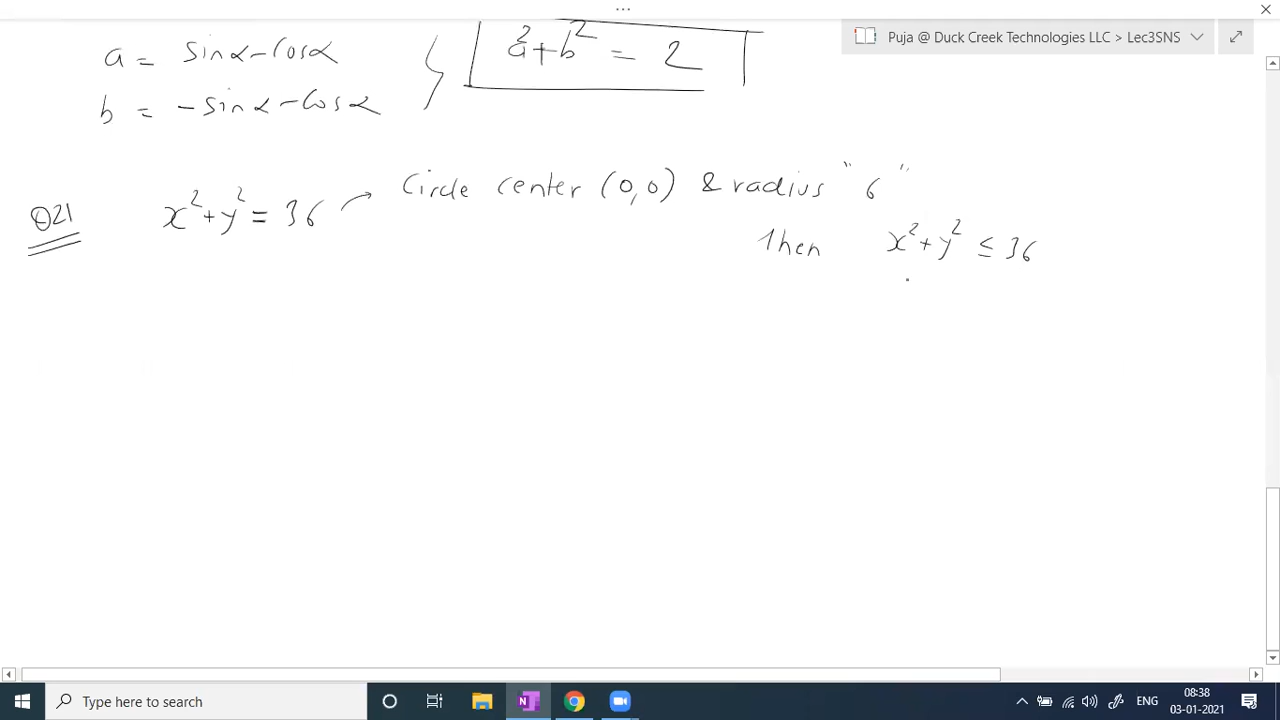 ...
Puja @ Duck Creek Technologies LLC > Lec3SNS
a = sinα-cosα
a²+b² = 2
b = -sinα-cosα
Q21
x²+y² = 36
Circle center (0,0) & radius "6"
Then x²+y² ≤ 36
Type here to search
N
ENG
08:38
03-01-2021